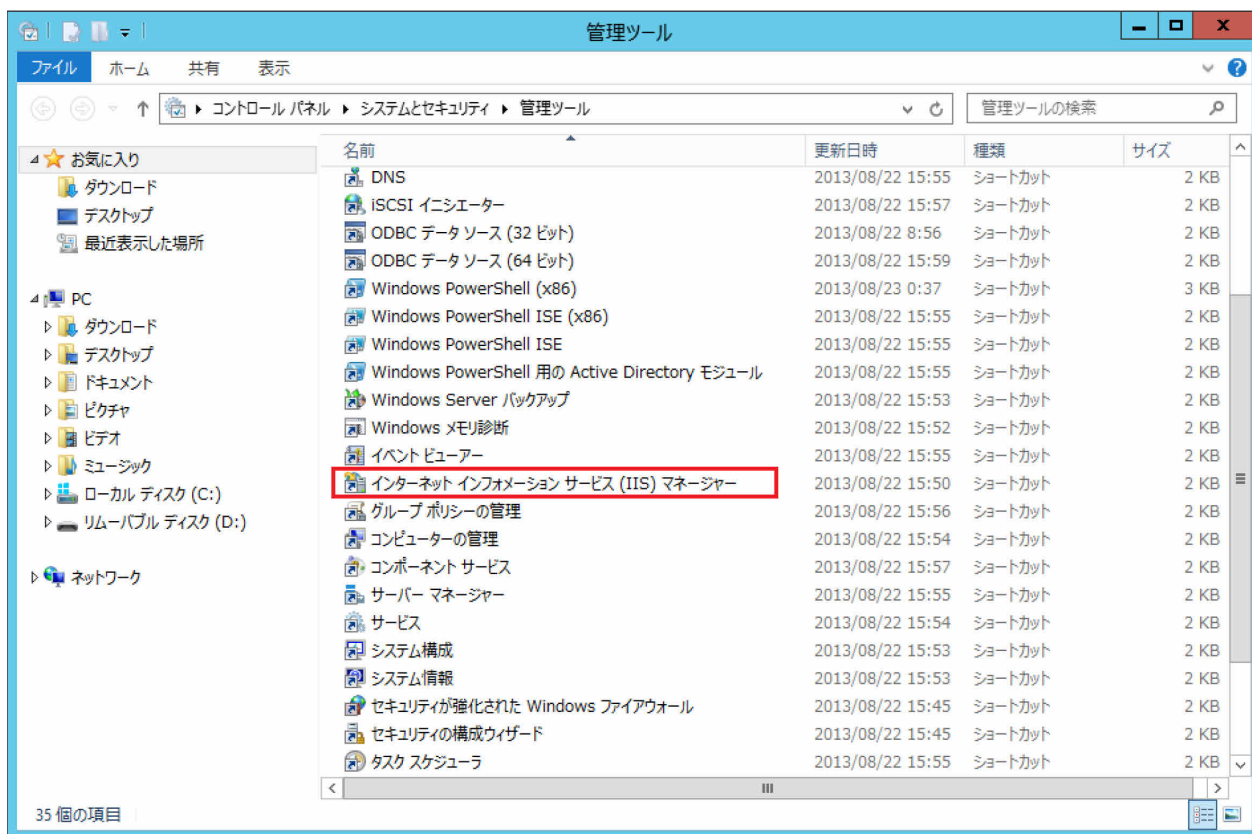 管理ツール
ファイル ホーム 共有 表示
コントロール パネル システムとセキュリティ 管理ツール 管理ツールの検索
お気に入り
ダウンロード
デスクトップ
最近表示した場所
PC
ダウンロード
デスクトップ
ドキュメント
ピクチャ
ビデオ
ミュージック
ローカル ディスク (C:)
リムーバブル ディスク (D:)
ネットワーク
名前 更新日時 種類 サイズ
DNS 2013/08/22 15:55 ショートカット 2 KB
iSCSI イニシエーター 2013/08/22 15:57 ショートカット 2 KB
ODBC データ ソース (32 ビット) 2013/08/22 8:56 ショートカット 2 KB
ODBC データ ソース (64 ビット) 2013/08/22 15:59 ショートカット 2 KB
Windows PowerShell (x86) 2013/08/23 0:37 ショートカット 3 KB
Windows PowerShell ISE (x86) 2013/08/22 15:55 ショートカット 2 KB
Windows PowerShell ISE 2013/08/22 15:55 ショートカット 2 KB
Windows PowerShell 用の Active Directory モジュール 2013/08/22 15:55 ショートカット 2 KB
Windows Server バックアップ 2013/08/22 15:53 ショートカット 2 KB
Windows メモリ診断 2013/08/22 15:52 ショートカット 2 KB
イベント ビューアー 2013/08/22 15:55 ショートカット 2 KB
インターネット インフォメーション サービス (IIS) マネージャー 2013/08/22 15:50 ショートカット 2 KB
グループ ポリシーの管理 2013/08/22 15:56 ショートカット 2 KB
コンピューターの管理 2013/08/22 15:54 ショートカット 2 KB
コンポーネント サービス 2013/08/22 15:57 ショートカット 2 KB
サーバー マネージャー 2013/08/22 15:55 ショートカット 2 KB
サービス 2013/08/22 15:54 ショートカット 2 KB
システム構成 2013/08/22 15:53 ショートカット 2 KB
システム情報 2013/08/22 15:53 ショートカット 2 KB
セキュリティが強化された Windows ファイアウォール 2013/08/22 15:45 ショートカット 2 KB
セキュリティの構成ウィザード 2013/08/22 15:45 ショートカット 2 KB
タスク スケジューラ 2013/08/22 15:55 ショートカット 2 KB
35 個の項目